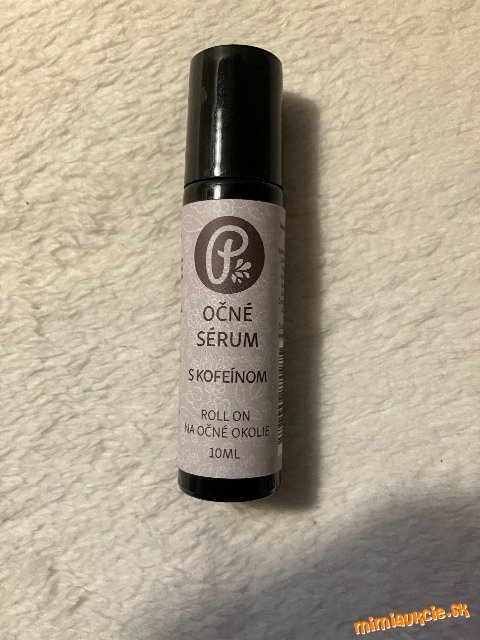 P
OČNÉ
SÉRUM
S KOFEÍNOM
ROLL ON
NA OČNÉ OKOLIE
10ML
mimiaukcie.sk